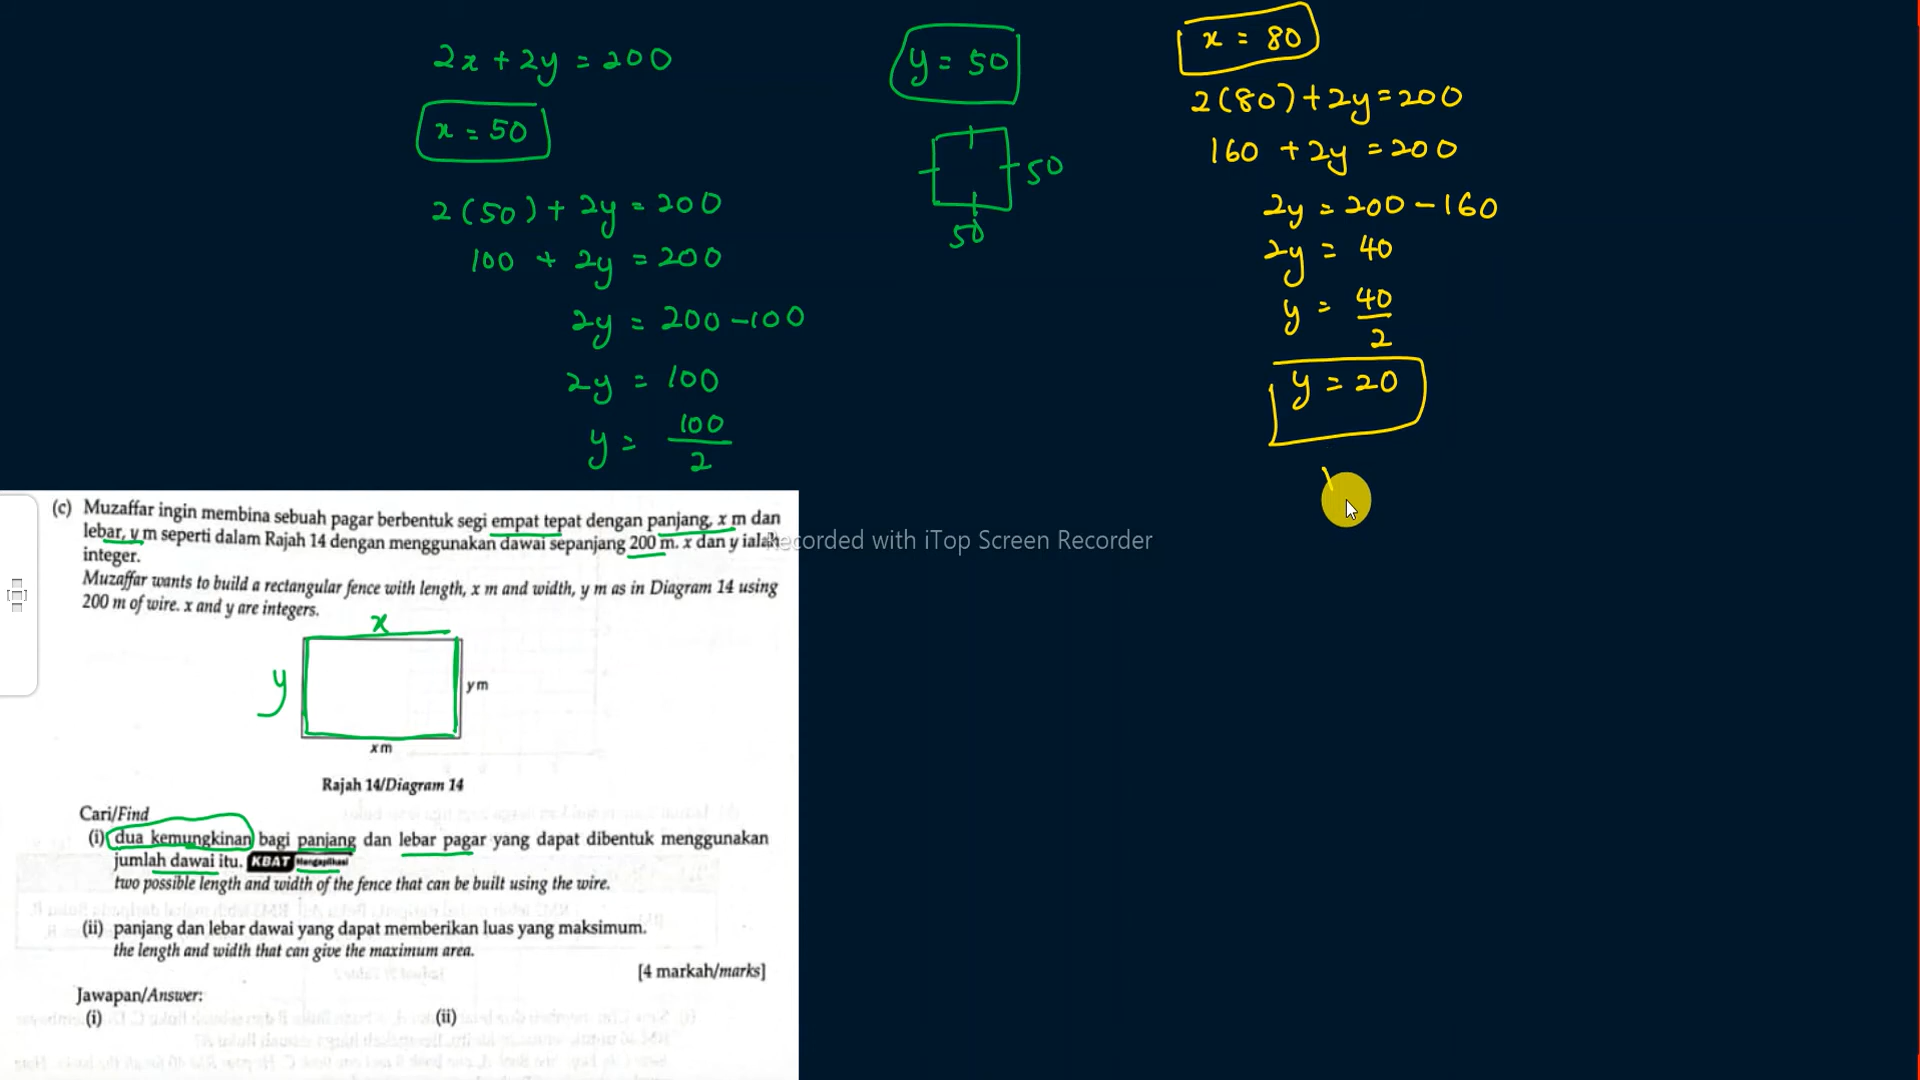 2x + 2y = 200
x = 50
2(50) + 2y = 200
100 + 2y = 200
2y = 200 - 100
2y = 100
y = 100/2
y = 50
50
50
x = 80
2(80) + 2y = 200
160 + 2y = 200
2y = 200 - 160
2y = 40
y = 40/2
y = 20
Recorded with iTop Screen Recorder
(c) Muzaffar ingin membina sebuah pagar berbentuk segi empat tepat dengan panjang, x m dan
lebar, y m seperti dalam Rajah 14 dengan menggunakan dawai sepanjang 200 m. x dan y ialah
integer.
Muzaffar wants to build a rectangular fence with length, x m and width, y m as in Diagram 14 using
200 m of wire. x and y are integers.
x
y
y m
x m
Rajah 14/Diagram 14
Cari/Find
(i) dua kemungkinan bagi panjang dan lebar pagar yang dapat dibentuk menggunakan
jumlah dawai itu. KBAT Mengaplikasi
two possible length and width of the fence that can be built using the wire.
(ii) panjang dan lebar dawai yang dapat memberikan luas yang maksimum.
the length and width that can give the maximum area.
[4 markah/marks]
Jawapan/Answer:
(i) (ii)